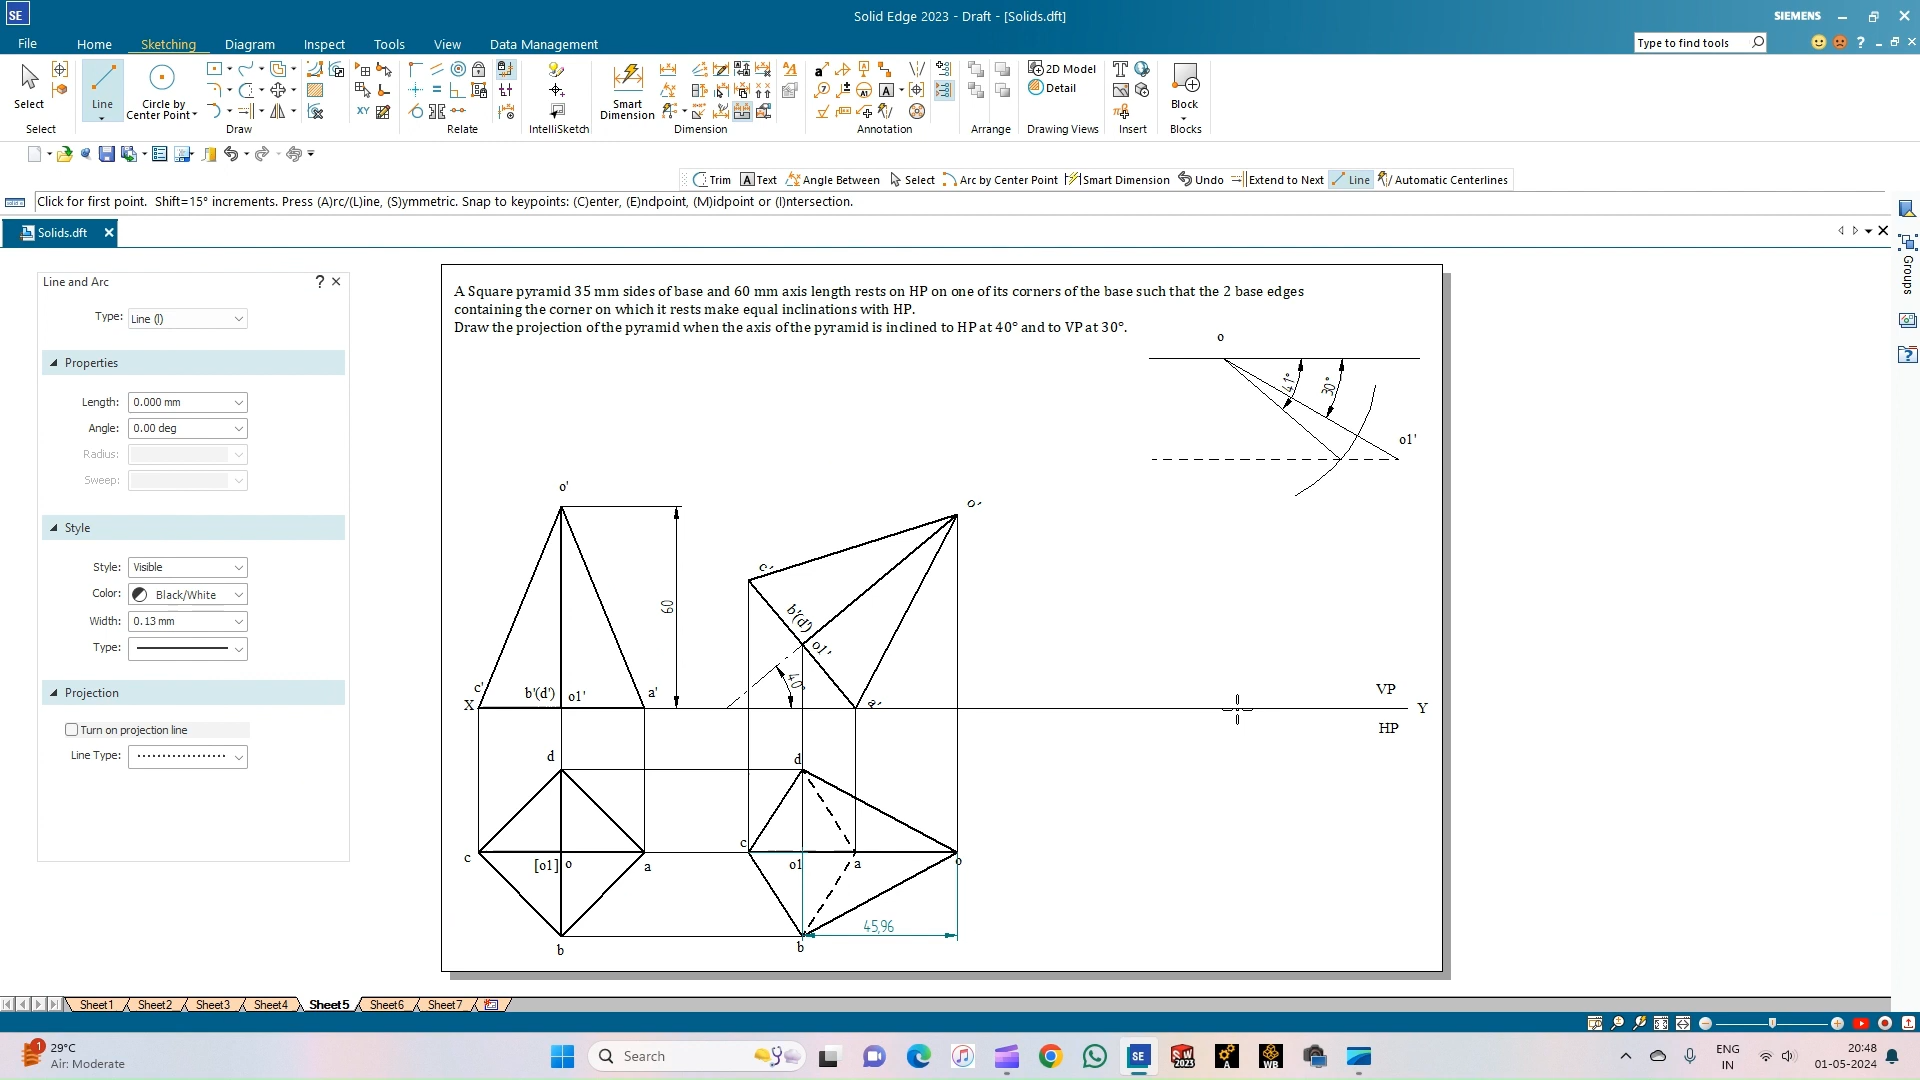 SE
Solid Edge 2023 - Draft - [Solids.dft]
SIEMENS
File Home Sketching Diagram Inspect Tools View Data Management
Type to find tools
?
Select
Line
Circle by
Center Point
XY
Smart
Dimension
2D Model
Detail
Block
Select Draw Relate IntelliSketch Dimension Annotation Arrange Drawing Views Insert Blocks
Trim Text Angle Between Select Arc by Center Point Smart Dimension Undo Extend to Next Line Automatic Centerlines
Click for first point. Shift=15° increments. Press (A)rc/(L)ine, (S)ymmetric. Snap to keypoints: (C)enter, (E)ndpoint, (M)idpoint or (I)ntersection.
Solids.dft
Groups
Line and Arc
?
Type: Line (l)
Properties
Length: 0.000 mm
Angle: 0.00 deg
Radius:
Sweep:
Style
Style: Visible
Color: Black/White
Width: 0.13 mm
Type:
Projection
Turn on projection line
Line Type:
A Square pyramid 35 mm sides of base and 60 mm axis length rests on HP on one of its corners of the base such that the 2 base edges
containing the corner on which it rests make equal inclinations with HP.
Draw the projection of the pyramid when the axis of the pyramid is inclined to HP at 40° and to VP at 30°.
o
41°
30°
o1'
o'
o'
c'
60
b'(d')
o1'
40°
c'
b'(d')
o1'
a'
a'
X
VP
Y
HP
d
d
c
[o1]
o
a
c
o1
a
o
45,96
b
b
Sheet1 Sheet2 Sheet3 Sheet4 Sheet5 Sheet6 Sheet7
1
29°C
Air: Moderate
Search
SE
SW
2023
A
WB
ENG
IN
20:48
01-05-2024